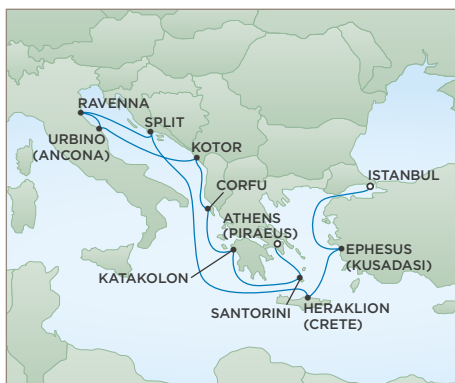 RAVENNA
SPLIT
URBINO
(ANCONA)
KOTOR
ISTANBUL
CORFU
ATHENS
(PIRAEUS)
EPHESUS
(KUSADASI)
KATAKOLON
SANTORINI
HERAKLION
(CRETE)